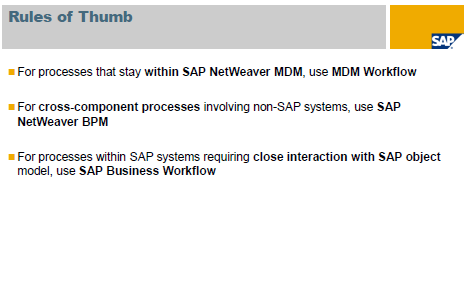 Rules of Thumb
SAP
For processes that stay within SAP NetWeaver MDM, use MDM Workflow
For cross-component processes involving non-SAP systems, use SAP
NetWeaver BPM
For processes within SAP systems requiring close interaction with SAP object
model, use SAP Business Workflow